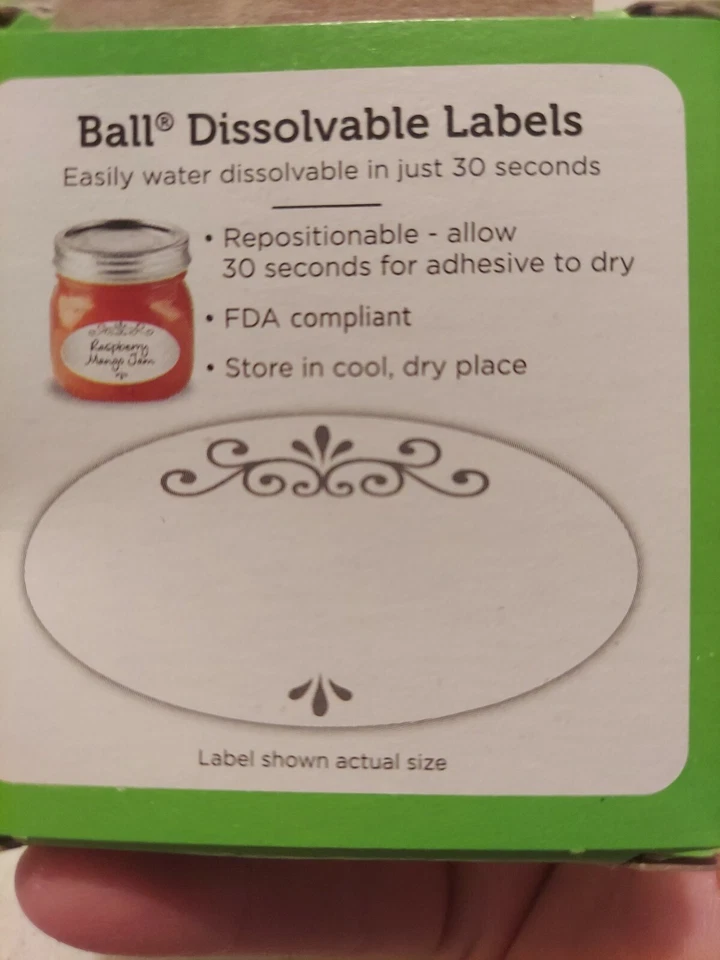 Ball® Dissolvable Labels
Easily water dissolvable in just 30 seconds
• Repositionable - allow
30 seconds for adhesive to dry
• FDA compliant
• Store in cool, dry place
Raspberry
Mango Jam
Label shown actual size